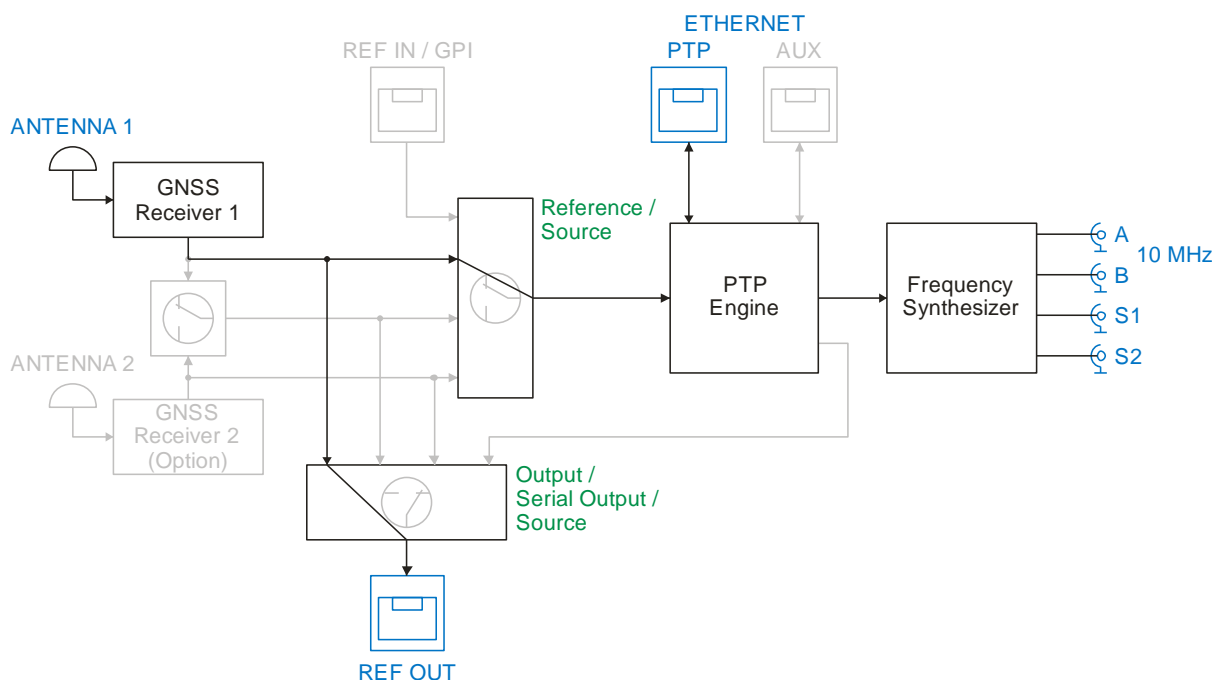 ETHERNET
REF IN / GPI
PTP
AUX
ANTENNA 1
GNSS
Receiver 1
Reference /
Source
A
10 MHz
B
S1
S2
PTP
Engine
Frequency
Synthesizer
ANTENNA 2
GNSS
Receiver 2
(Option)
Output /
Serial Output /
Source
REF OUT